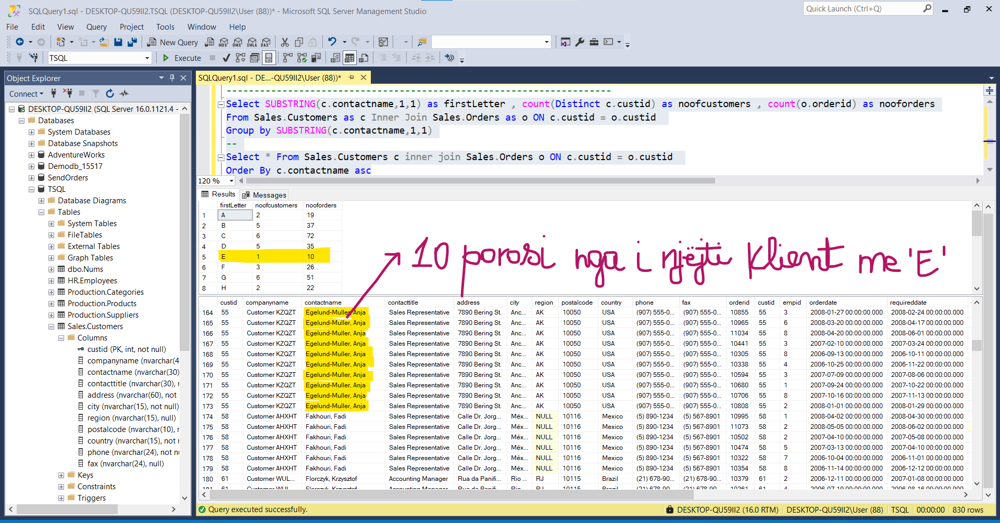 SQLQuery1.sql - DESKTOP-QU59II2.TSQL (DESKTOP-QU59II2\User (88))* - Microsoft SQL Server Management Studio
Quick Launch (Ctrl+Q)
File Edit View Query Project Tools Window Help
New Query MDX DMX XMLA DAX
TSQL Execute
Object Explorer
Connect
DESKTOP-QU59II2 (SQL Server 16.0.1121.4 -
Databases
System Databases
Database Snapshots
AdventureWorks
Demodb_15517
SendOrders
TSQL
Database Diagrams
Tables
System Tables
FileTables
External Tables
Graph Tables
dbo.Nums
HR.Employees
Production.Categories
Production.Products
Production.Suppliers
Sales.Customers
Columns
custid (PK, int, not null)
companyname (nvarchar(4
contactname (nvarchar(30)
contacttitle (nvarchar(30), r
address (nvarchar(60), not
city (nvarchar(15), not null)
region (nvarchar(15), null)
postalcode (nvarchar(10), r
country (nvarchar(15), not r
phone (nvarchar(24), not nu
fax (nvarchar(24), null)
Keys
Constraints
Triggers
SQLQuery1.sql - DE...-QU59II2\User (88))*
------------------------------------------------------------
Select SUBSTRING(c.contactname,1,1) as firstLetter , count(Distinct c.custid) as noofcustomers , count(o.orderid) as nooforders
From Sales.Customers as c Inner Join Sales.Orders as o ON c.custid = o.custid
Group by SUBSTRING(c.contactname,1,1)
--
Select * From Sales.Customers c inner join Sales.Orders o ON c.custid = o.custid
Order By c.contactname asc
120 %
Results Messages
firstLetter noofcustomers nooforders
1 A 2 19
2 B 5 37
3 C 6 72
4 D 5 35
5 E 1 10
6 F 3 26
7 G 6 51
8 H 2 22
10 porosi nga i njëjti Klient me 'E'
custid companyname contactname contacttitle address city region postalcode country phone fax orderid custid empid orderdate requireddate
164 55 Customer KZQZT Egelund-Muller, Anja Sales Representative 7890 Bering St. Anc... AK 10050 USA (907) 555-0... (907) 555-0... 10855 55 3 2008-01-27 00:00:00.000 2008-02-24 00:00:00.000
165 55 Customer KZQZT Egelund-Muller, Anja Sales Representative 7890 Bering St. Anc... AK 10050 USA (907) 555-0... (907) 555-0... 10965 55 6 2008-03-20 00:00:00.000 2008-04-17 00:00:00.000
166 55 Customer KZQZT Egelund-Muller, Anja Sales Representative 7890 Bering St. Anc... AK 10050 USA (907) 555-0... (907) 555-0... 11034 55 8 2008-04-20 00:00:00.000 2008-06-01 00:00:00.000
167 55 Customer KZQZT Egelund-Muller, Anja Sales Representative 7890 Bering St. Anc... AK 10050 USA (907) 555-0... (907) 555-0... 10441 55 3 2007-02-10 00:00:00.000 2007-03-24 00:00:00.000
168 55 Customer KZQZT Egelund-Muller, Anja Sales Representative 7890 Bering St. Anc... AK 10050 USA (907) 555-0... (907) 555-0... 10305 55 8 2006-09-13 00:00:00.000 2006-10-11 00:00:00.000
169 55 Customer KZQZT Egelund-Muller, Anja Sales Representative 7890 Bering St. Anc... AK 10050 USA (907) 555-0... (907) 555-0... 10338 55 4 2006-10-25 00:00:00.000 2006-11-22 00:00:00.000
170 55 Customer KZQZT Egelund-Muller, Anja Sales Representative 7890 Bering St. Anc... AK 10050 USA (907) 555-0... (907) 555-0... 10594 55 3 2007-07-09 00:00:00.000 2007-08-06 00:00:00.000
171 55 Customer KZQZT Egelund-Muller, Anja Sales Representative 7890 Bering St. Anc... AK 10050 USA (907) 555-0... (907) 555-0... 10680 55 1 2007-09-24 00:00:00.000 2007-10-22 00:00:00.000
172 55 Customer KZQZT Egelund-Muller, Anja Sales Representative 7890 Bering St. Anc... AK 10050 USA (907) 555-0... (907) 555-0... 10706 55 8 2007-10-16 00:00:00.000 2007-11-13 00:00:00.000
173 55 Customer KZQZT Egelund-Muller, Anja Sales Representative 7890 Bering St. Anc... AK 10050 USA (907) 555-0... (907) 555-0... 10808 55 2 2008-01-01 00:00:00.000 2008-01-29 00:00:00.000
174 58 Customer AHXHT Fakhouri, Fadi Sales Representative Calle Dr. Jorg... Méx... NULL 10116 Mexico (5) 890-1234 (5) 567-8901 10995 58 1 2008-04-02 00:00:00.000 2008-04-30 00:00:00.000
175 58 Customer AHXHT Fakhouri, Fadi Sales Representative Calle Dr. Jorg... Méx... NULL 10116 Mexico (5) 890-1234 (5) 567-8901 11073 58 2 2008-05-05 00:00:00.000 2008-06-02 00:00:00.000
176 58 Customer AHXHT Fakhouri, Fadi Sales Representative Calle Dr. Jorg... Méx... NULL 10116 Mexico (5) 890-1234 (5) 567-8901 10502 58 2 2007-04-10 00:00:00.000 2007-05-08 00:00:00.000
177 58 Customer AHXHT Fakhouri, Fadi Sales Representative Calle Dr. Jorg... Méx... NULL 10116 Mexico (5) 890-1234 (5) 567-8901 10474 58 5 2007-03-13 00:00:00.000 2007-04-10 00:00:00.000
178 58 Customer AHXHT Fakhouri, Fadi Sales Representative Calle Dr. Jorg... Méx... NULL 10116 Mexico (5) 890-1234 (5) 567-8901 10322 58 7 2006-10-04 00:00:00.000 2006-11-01 00:00:00.000
179 58 Customer AHXHT Fakhouri, Fadi Sales Representative Calle Dr. Jorg... Méx... NULL 10116 Mexico (5) 890-1234 (5) 567-8901 10354 58 8 2006-11-14 00:00:00.000 2006-12-12 00:00:00.000
180 61 Customer WUL... Florczyk, Krzysztof Accounting Manager Rua da Panifi... Rio ... RJ 10115 Brazil (21) 678-90... (21) 678-90... 10379 61 2 2006-12-11 00:00:00.000 2007-01-08 00:00:00.000
Query executed successfully. DESKTOP-QU59II2 (16.0 RTM) DESKTOP-QU59II2\User (88) TSQL 00:00:00 830 rows